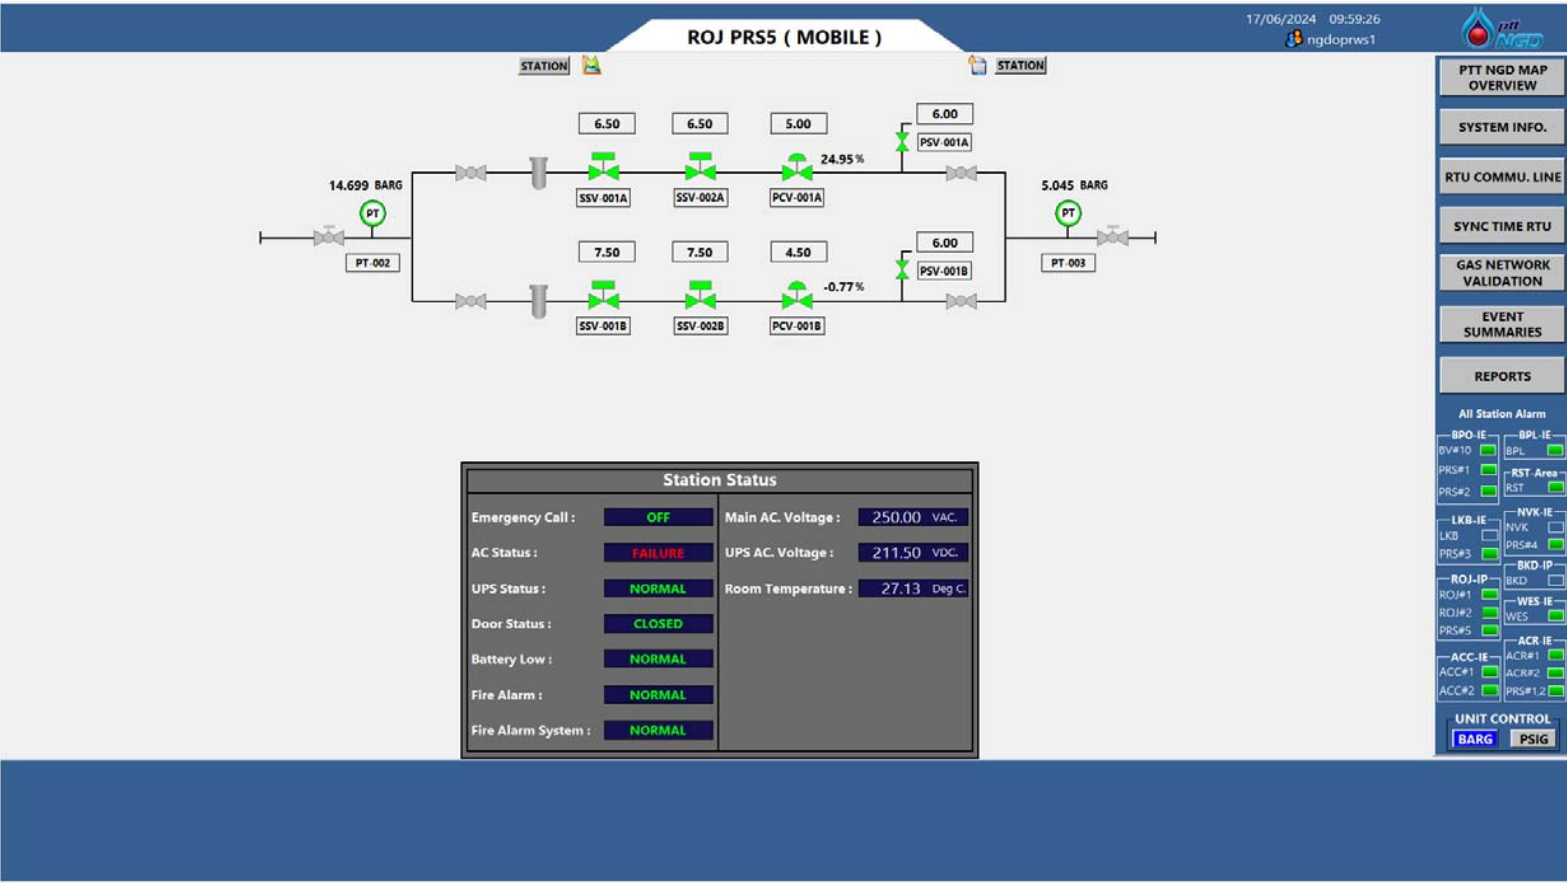 ROJ PRS5 ( MOBILE )
17/06/2024 09:59:26
ngdoprws1
ptt
NGD
STATION
STATION
6.50
6.50
5.00
6.00
PSV-001A
24.95 %
SSV-001A
SSV-002A
PCV-001A
14.699 BARG
PT
PT-002
5.045 BARG
PT
PT-003
7.50
7.50
4.50
6.00
PSV-001B
-0.77 %
SSV-001B
SSV-002B
PCV-001B
Station Status
Emergency Call : OFF
Main AC. Voltage : 250.00 VAC.
AC Status : FAILURE
UPS AC. Voltage : 211.50 VDC.
UPS Status : NORMAL
Room Temperature : 27.13 Deg C.
Door Status : CLOSED
Battery Low : NORMAL
Fire Alarm : NORMAL
Fire Alarm System : NORMAL
PTT NGD MAP
OVERVIEW
SYSTEM INFO.
RTU COMMU. LINE
SYNC TIME RTU
GAS NETWORK
VALIDATION
EVENT
SUMMARIES
REPORTS
All Station Alarm
BPO-IE
BV#10
PRS#1
PRS#2
BPL-IE
BPL
RST-Area
RST
LKB-IE
LKB
PRS#3
NVK-IE
NVK
PRS#4
BKD-IP
BKD
ROJ-IP
ROJ#1
ROJ#2
PRS#5
WES-IE
WES
ACC-IE
ACC#1
ACC#2
ACR-IE
ACR#1
ACR#2
PRS#1,2
UNIT CONTROL
BARG PSIG